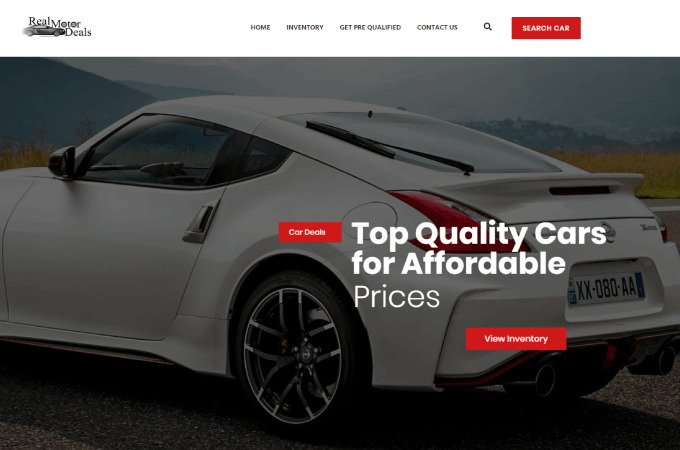 Real Motor Deals
HOME
INVENTORY
GET PRE QUALIFIED
CONTACT US
SEARCH CAR
Car Deals
Top Quality Cars
for Affordable
Prices
XX-080-AA
View Inventory